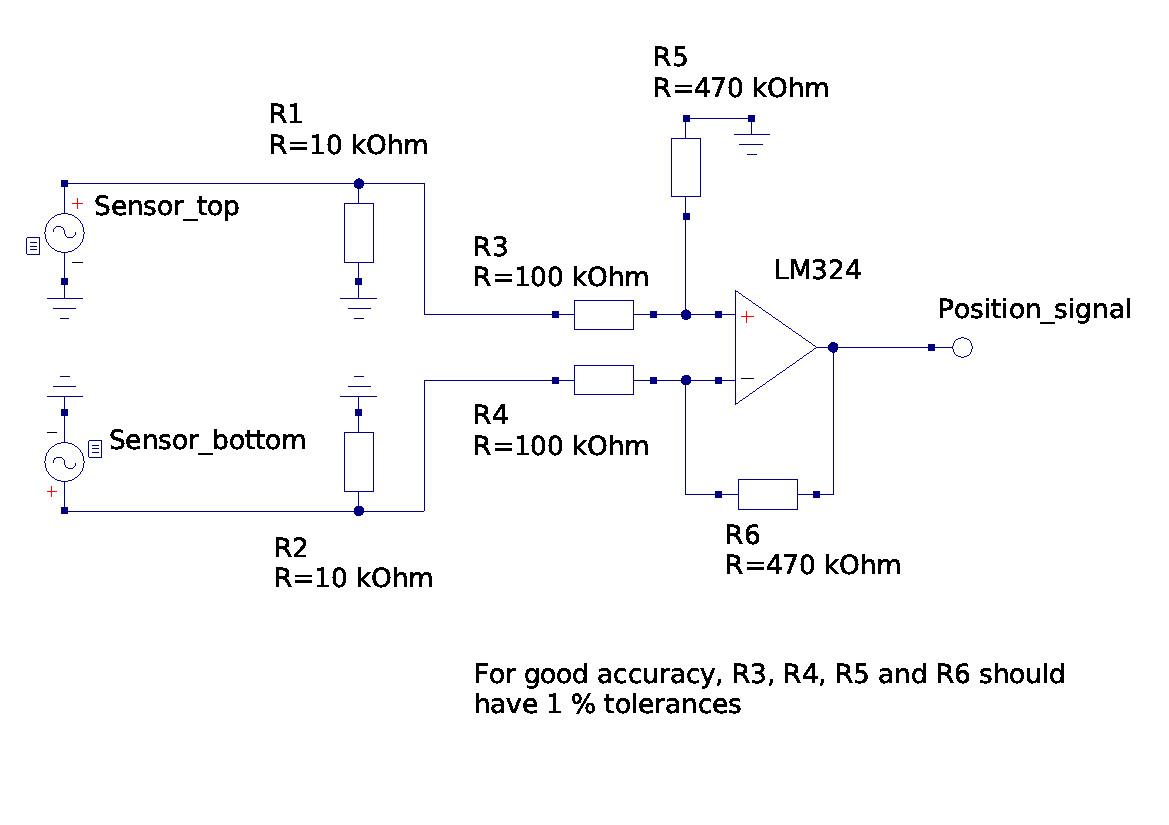 R5
R=470 kOhm
R1
R=10 kOhm
+
Sensor_top
−
R3
R=100 kOhm
LM324
+
Position_signal
−
R4
R=100 kOhm
−
Sensor_bottom
+
R6
R=470 kOhm
R2
R=10 kOhm
For good accuracy, R3, R4, R5 and R6 should
have 1 % tolerances